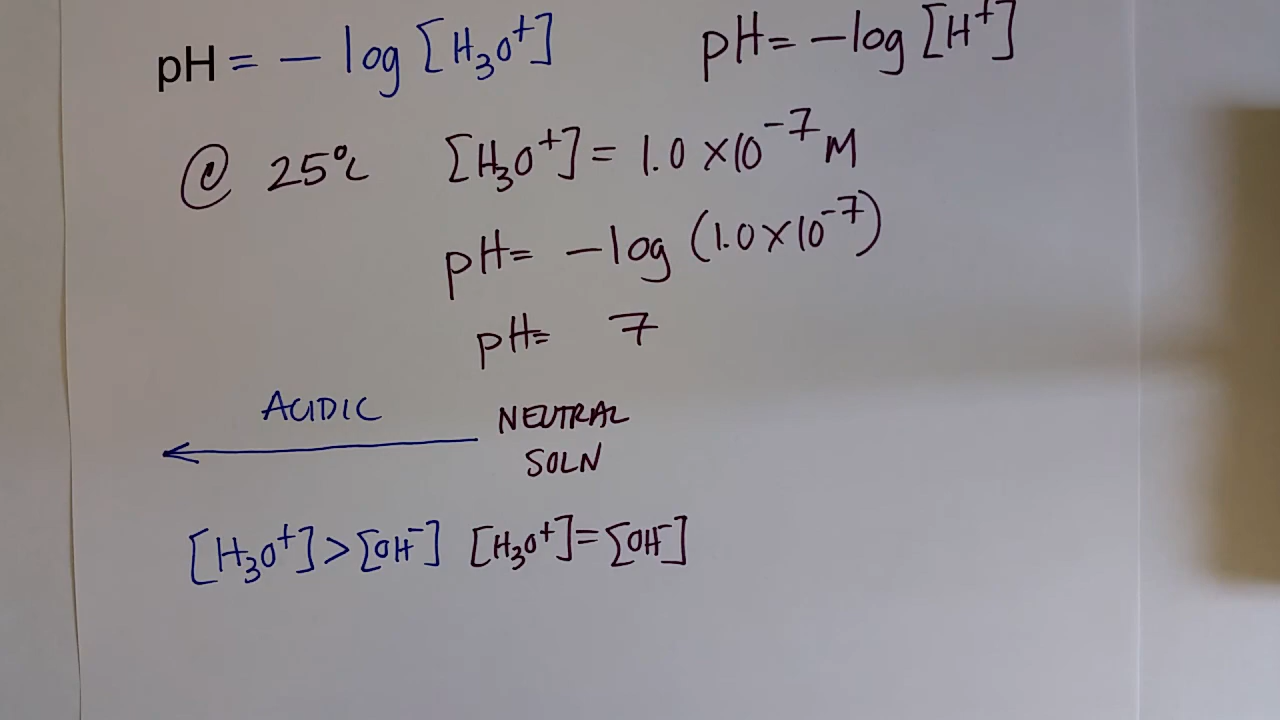 pH = - log [H₃O⁺] pH = -log [H⁺]
@ 25°C [H₃O⁺] = 1.0 × 10⁻⁷ M
pH = -log (1.0 × 10⁻⁷)
pH = 7
ACIDIC NEUTRAL
SOLN
[H₃O⁺] > [OH⁻] [H₃O⁺] = [OH⁻]